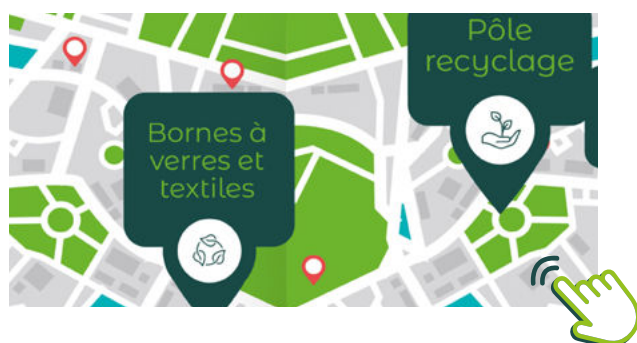 Pôle
recyclage
Bornes à
verres et
textiles